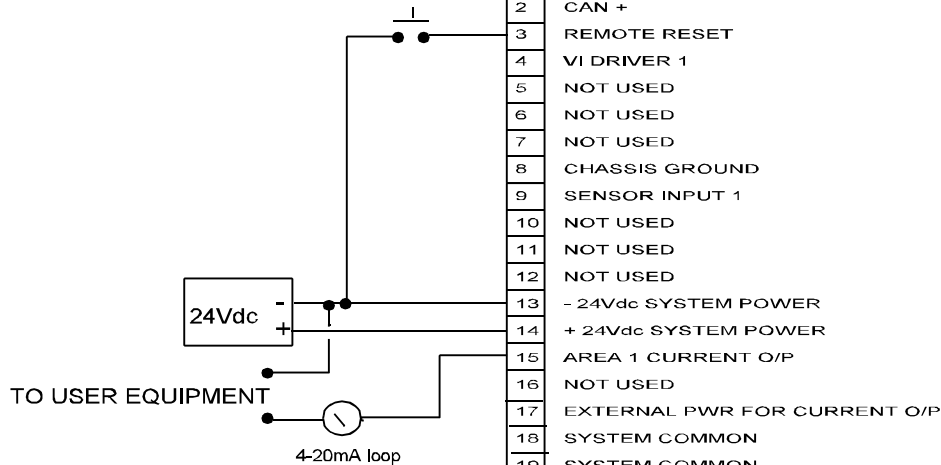 2 CAN +
3 REMOTE RESET
4 VI DRIVER 1
5 NOT USED
6 NOT USED
7 NOT USED
8 CHASSIS GROUND
9 SENSOR INPUT 1
10 NOT USED
11 NOT USED
12 NOT USED
13 - 24Vdc SYSTEM POWER
14 + 24Vdc SYSTEM POWER
15 AREA 1 CURRENT O/P
16 NOT USED
17 EXTERNAL PWR FOR CURRENT O/P
18 SYSTEM COMMON
19 SYSTEM COMMON
24Vdc - +
TO USER EQUIPMENT
4-20mA loop